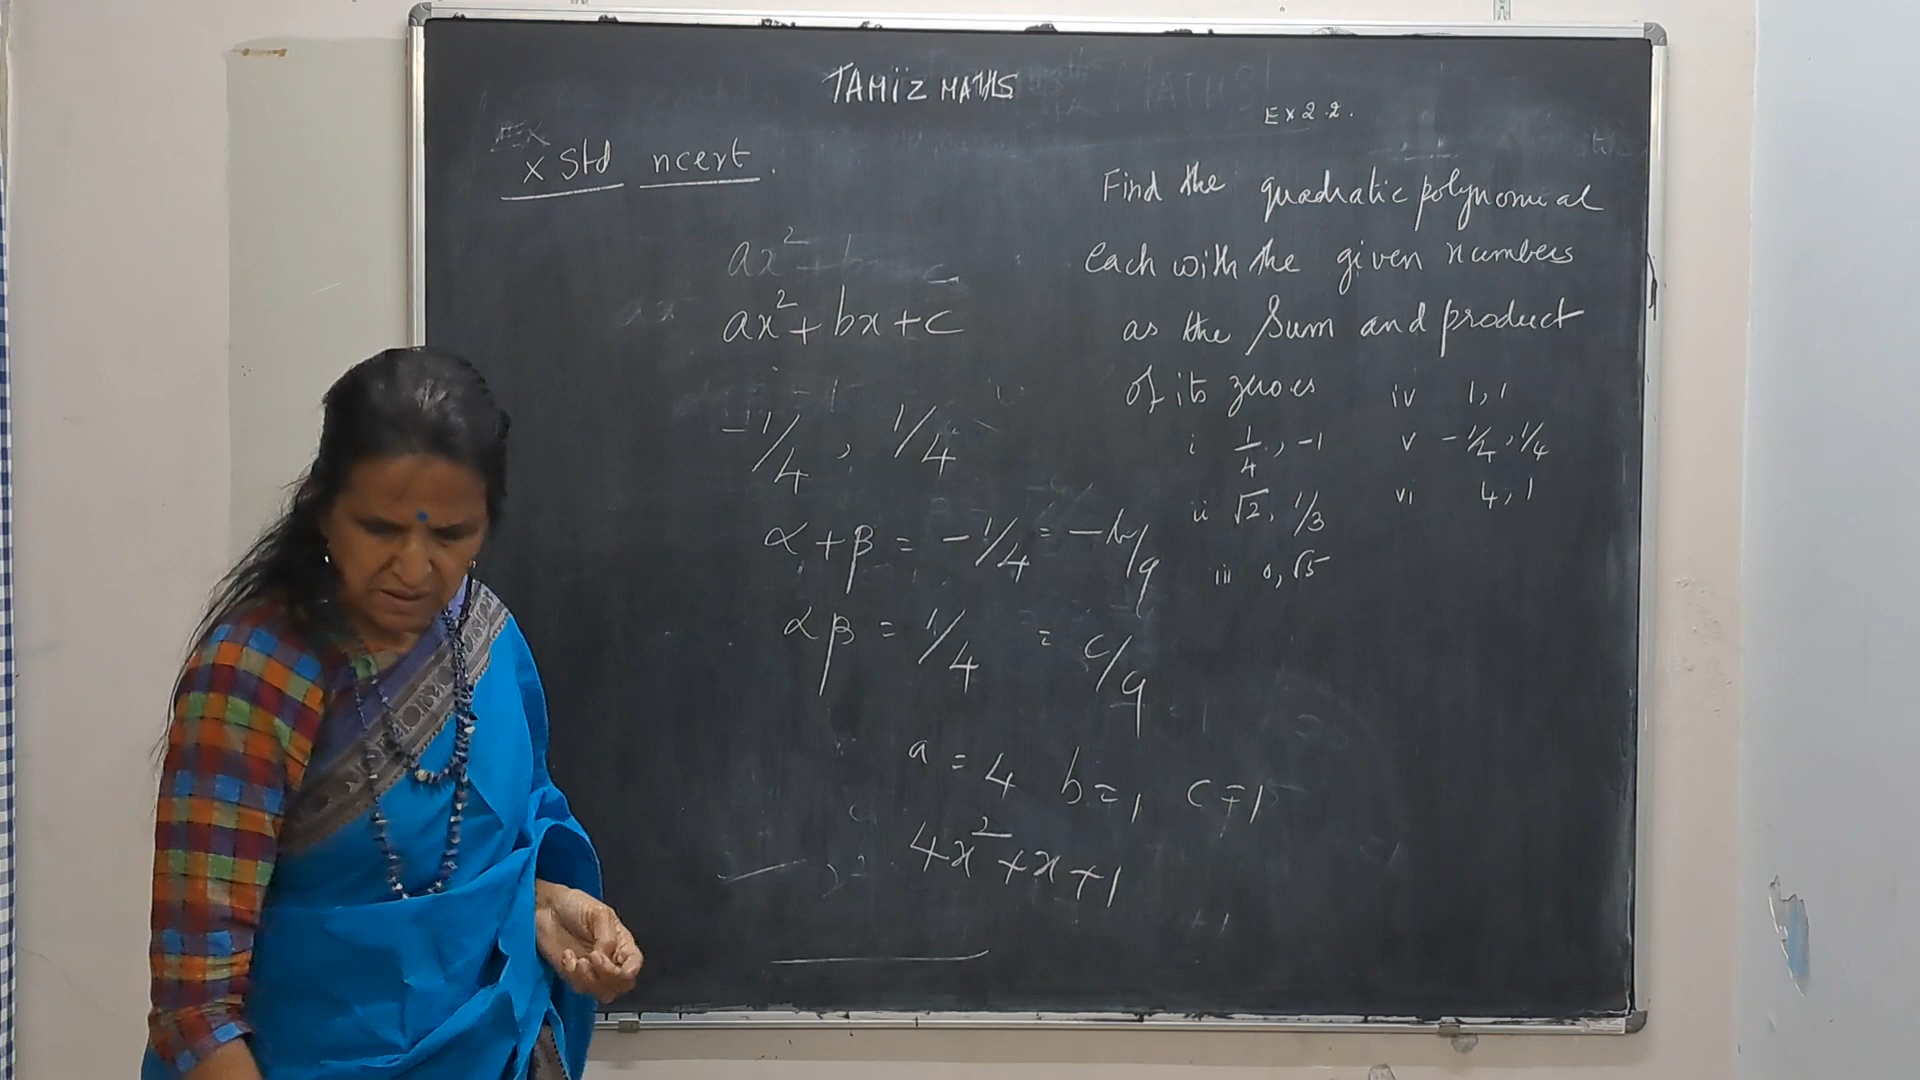 TAMIZ MATHS
EX 2.2.
X Std ncert.
ax² + b c
ax² + bx + c
-1/4, 1/4
α + β = -1/4 = -b/a
αβ = 1/4 = c/a
a = 4 b = 1 c = 1
4x² + x + 1
Find the quadratic polynomial
each with the given numbers
as the Sum and product
of its zeroes
i 1/4, -1
ii √2, 1/3
iii 0, √5
iv 1, 1
v -1/4, 1/4
vi 4, 1